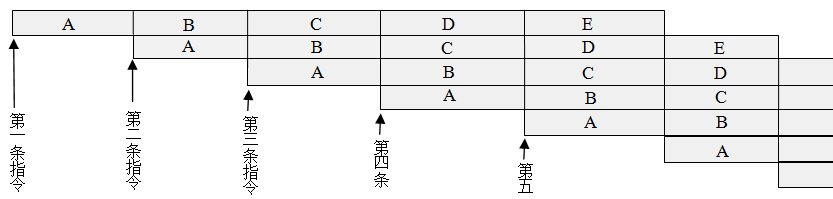 A B C D E
A B C D E
A B C D
A B C
A B
A
第一条指令
第二条指令
第三条指令
第四条
第五